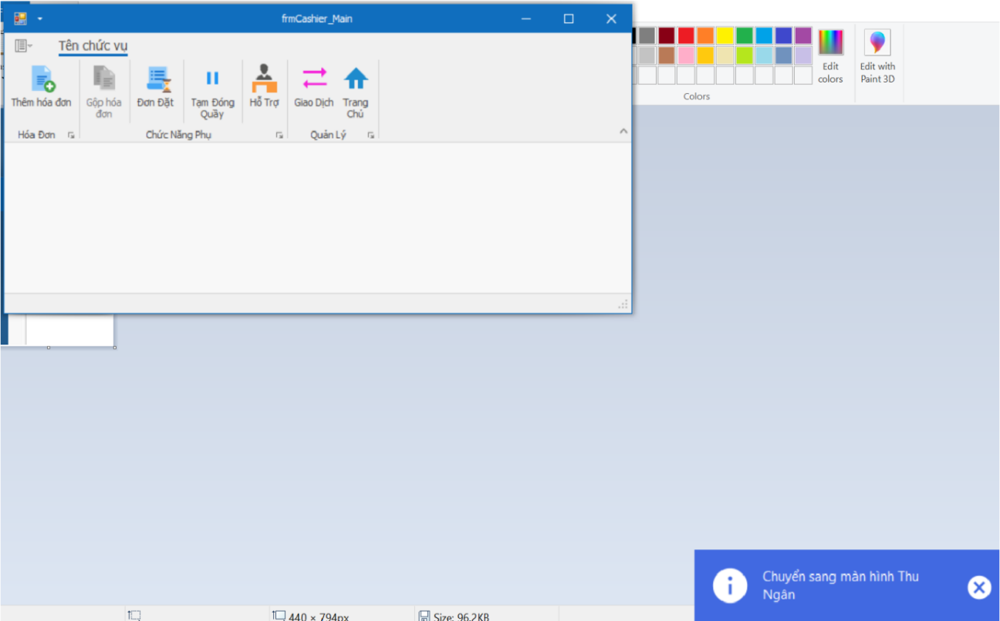 frmCashier_Main
Tên chức vụ
Thêm hóa đơn
Gộp hóa
đơn
Đơn Đặt
Tạm Đóng
Quầy
Hỗ Trợ
Giao Dịch
Trang
Chủ
Hóa Đơn
Chức Năng Phụ
Quản Lý
Edit
colors
Edit with
Paint 3D
Colors
Chuyển sang màn hình Thu
Ngân
440 × 794px
Size: 96.2KB